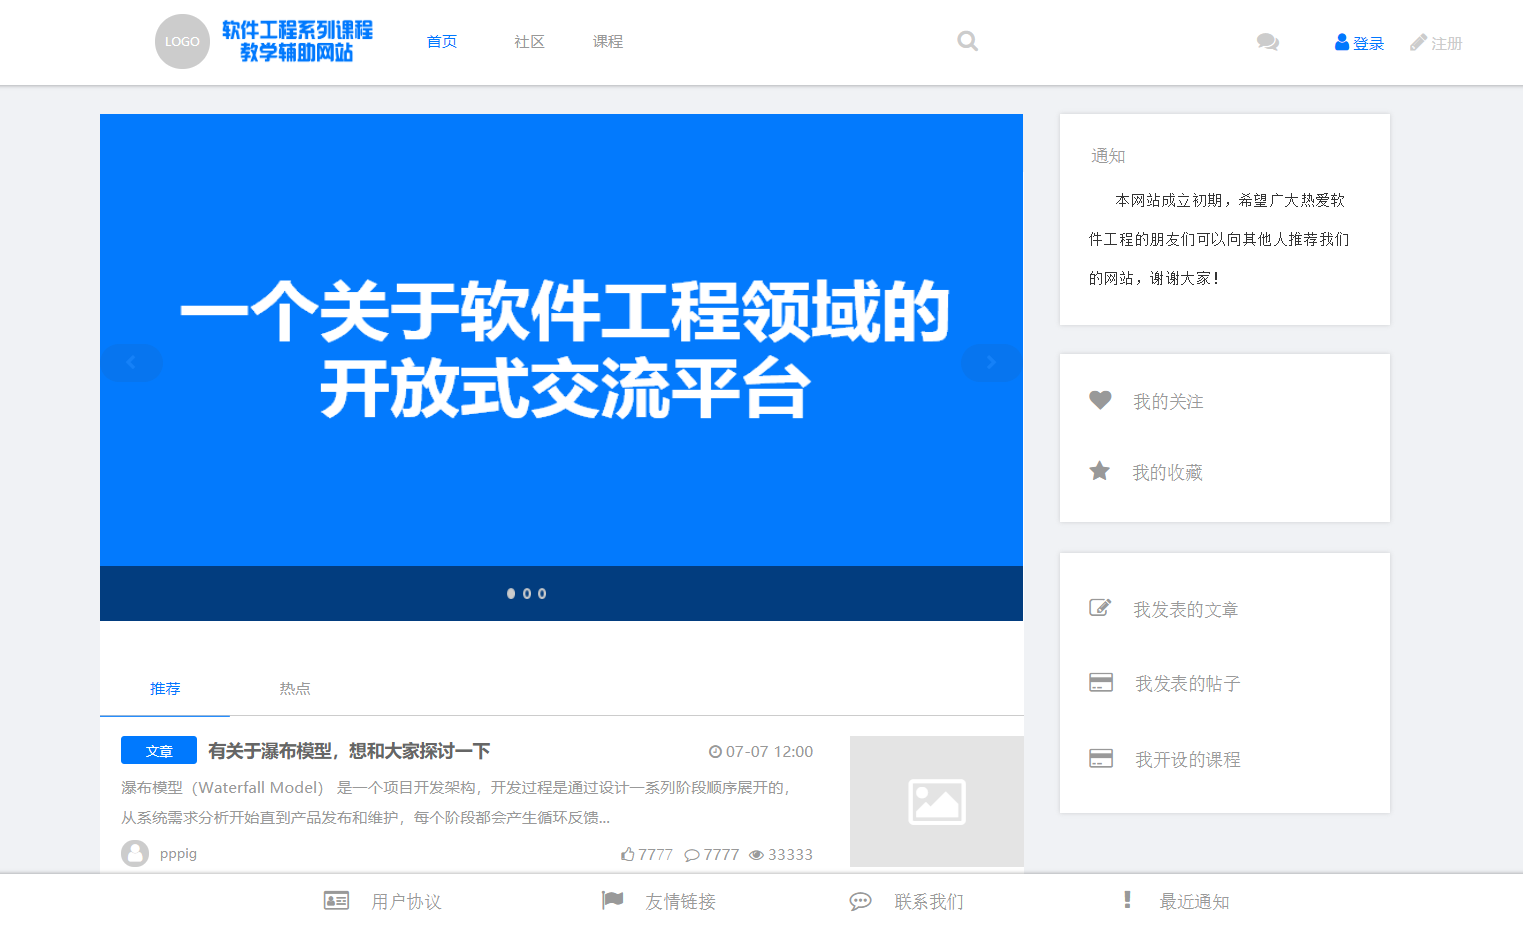 LOGO
软件工程系列课程
教学辅助网站
首页
社区
课程
登录
注册
一个关于软件工程领域的
开放式交流平台
通知
本网站成立初期，希望广大热爱软
件工程的朋友们可以向其他人推荐我们
的网站，谢谢大家！
我的关注
我的收藏
我发表的文章
我发表的帖子
我开设的课程
推荐
热点
文章 有关于瀑布模型，想和大家探讨一下 07-07 12:00
瀑布模型（Waterfall Model） 是一个项目开发架构，开发过程是通过设计一系列阶段顺序展开的，
从系统需求分析开始直到产品发布和维护，每个阶段都会产生循环反馈...
pppig 7777 7777 33333
用户协议
友情链接
联系我们
最近通知